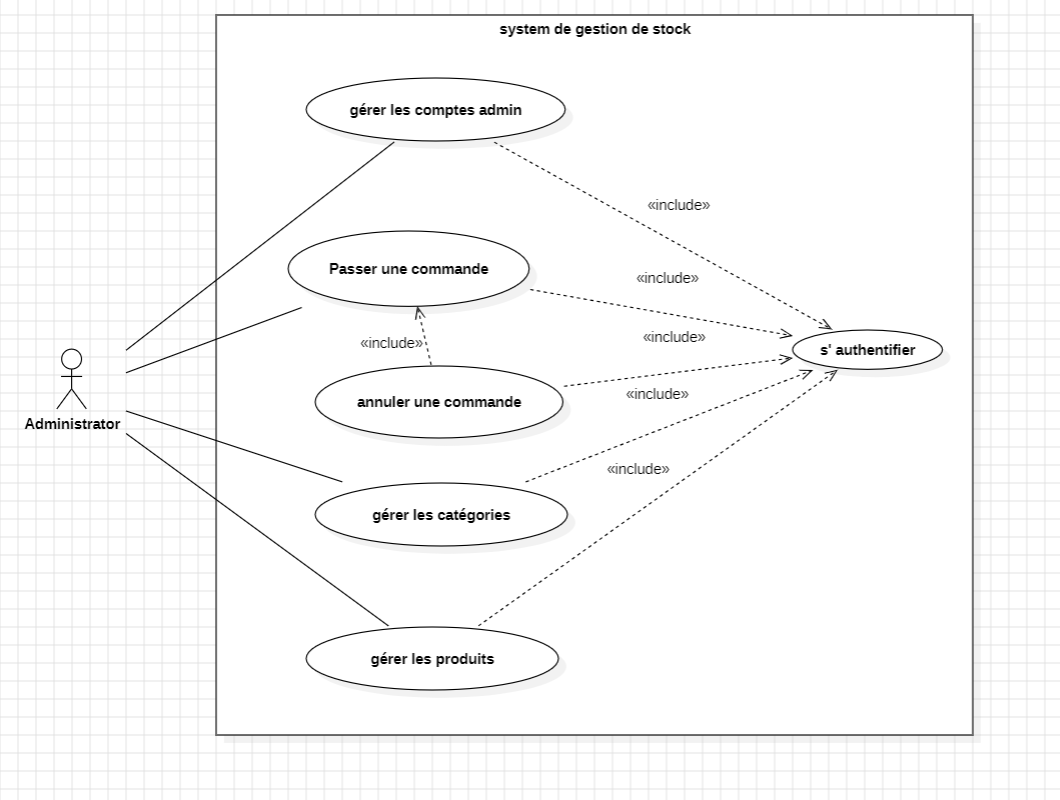 system de gestion de stock
gérer les comptes admin
«include»
Passer une commande
«include»
«include»
«include»
s' authentifier
annuler une commande
«include»
Administrator
«include»
gérer les catégories
gérer les produits